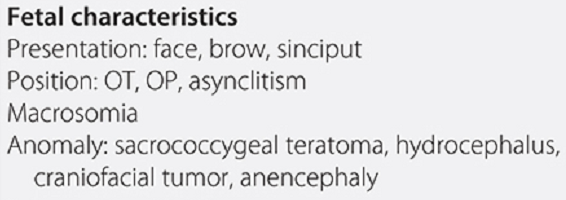 Fetal characteristics
Presentation: face, brow, sinciput
Position: OT, OP, asynclitism
Macrosomia
Anomaly: sacrococcygeal teratoma, hydrocephalus,
craniofacial tumor, anencephaly